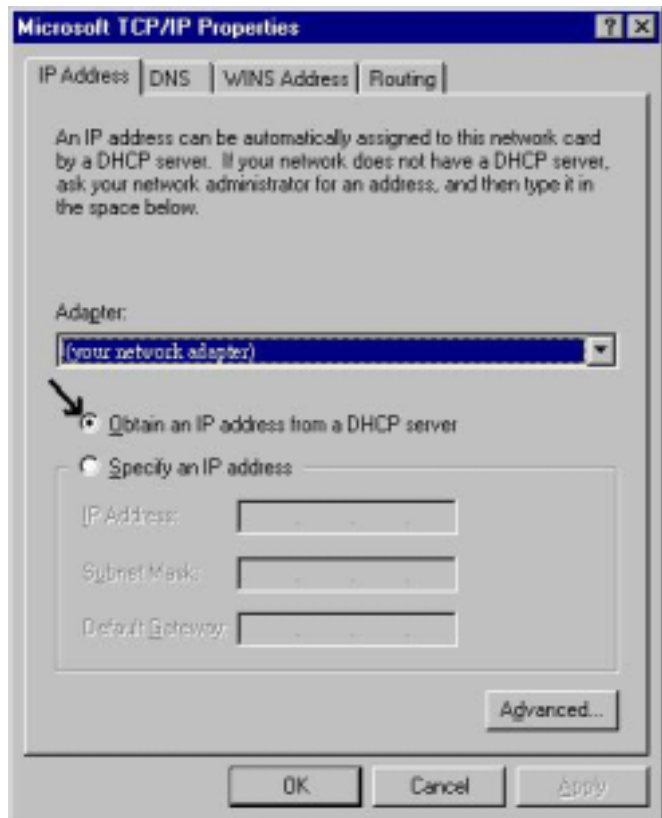 Microsoft TCP/IP Properties
IP Address DNS WINS Address Routing
An IP address can be automatically assigned to this network card
by a DHCP server. If your network does not have a DHCP server,
ask your network administrator for an address, and then type it in
the space below.
Adapter:
(your network adapter)
Obtain an IP address from a DHCP server
Specify an IP address
IP Address:
Subnet Mask:
Default Gateway:
Advanced...
OK Cancel Apply